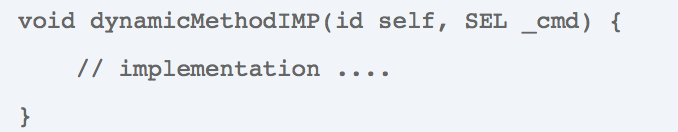 void dynamicMethodIMP(id self, SEL _cmd) {
    // implementation ....
}